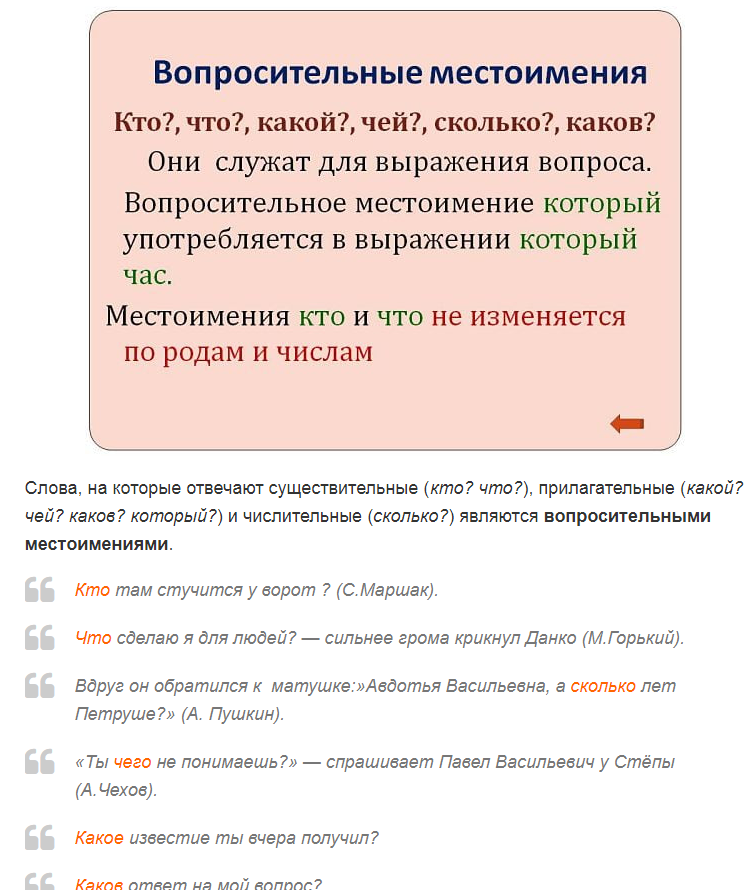 Вопросительные местоимения
Кто?, что?, какой?, чей?, сколько?, каков?
Они служат для выражения вопроса.
Вопросительное местоимение который
употребляется в выражении который
час.
Местоимения кто и что не изменяется
по родам и числам
Слова, на которые отвечают существительные (кто? что?), прилагательные (какой?
чей? каков? который?) и числительные (сколько?) являются вопросительными
местоимениями.
Кто там стучится у ворот ? (С.Маршак).
Что сделаю я для людей? — сильнее грома крикнул Данко (М.Горький).
Вдруг он обратился к матушке:»Авдотья Васильевна, а сколько лет
Петруше?» (А. Пушкин).
«Ты чего не понимаешь?» — спрашивает Павел Васильевич у Стёпы
(А.Чехов).
Какое известие ты вчера получил?
Каков ответ на мой вопрос?